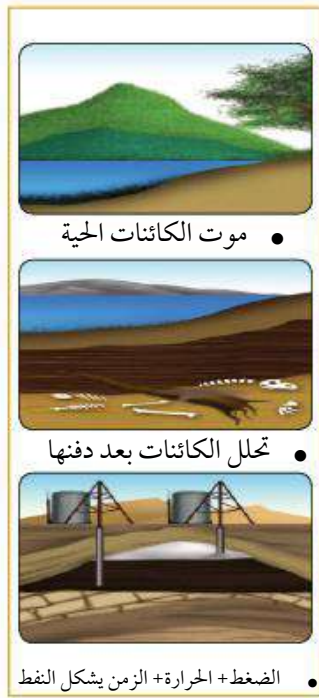 • موت الكائنات الحية
• تحلل الكائنات بعد دفنها
• الضغط+ الحرارة+ الزمن يشكل النفط